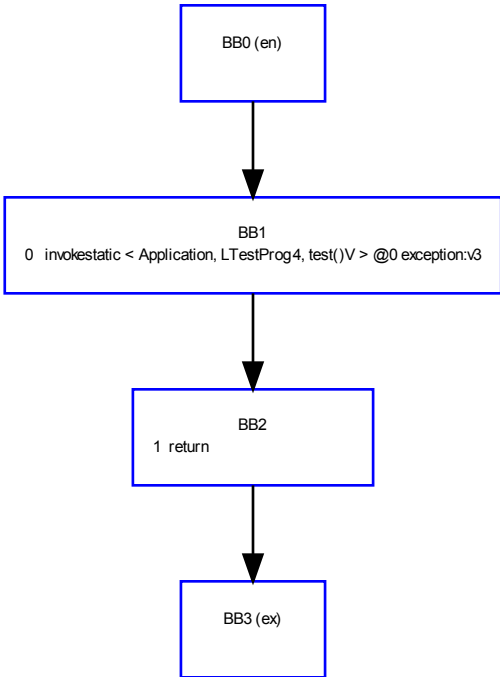 BB0 (en)
BB1
0 invokestatic < Application, LTestProg4, test()V > @0 exception:v3
BB2
1 return
BB3 (ex)